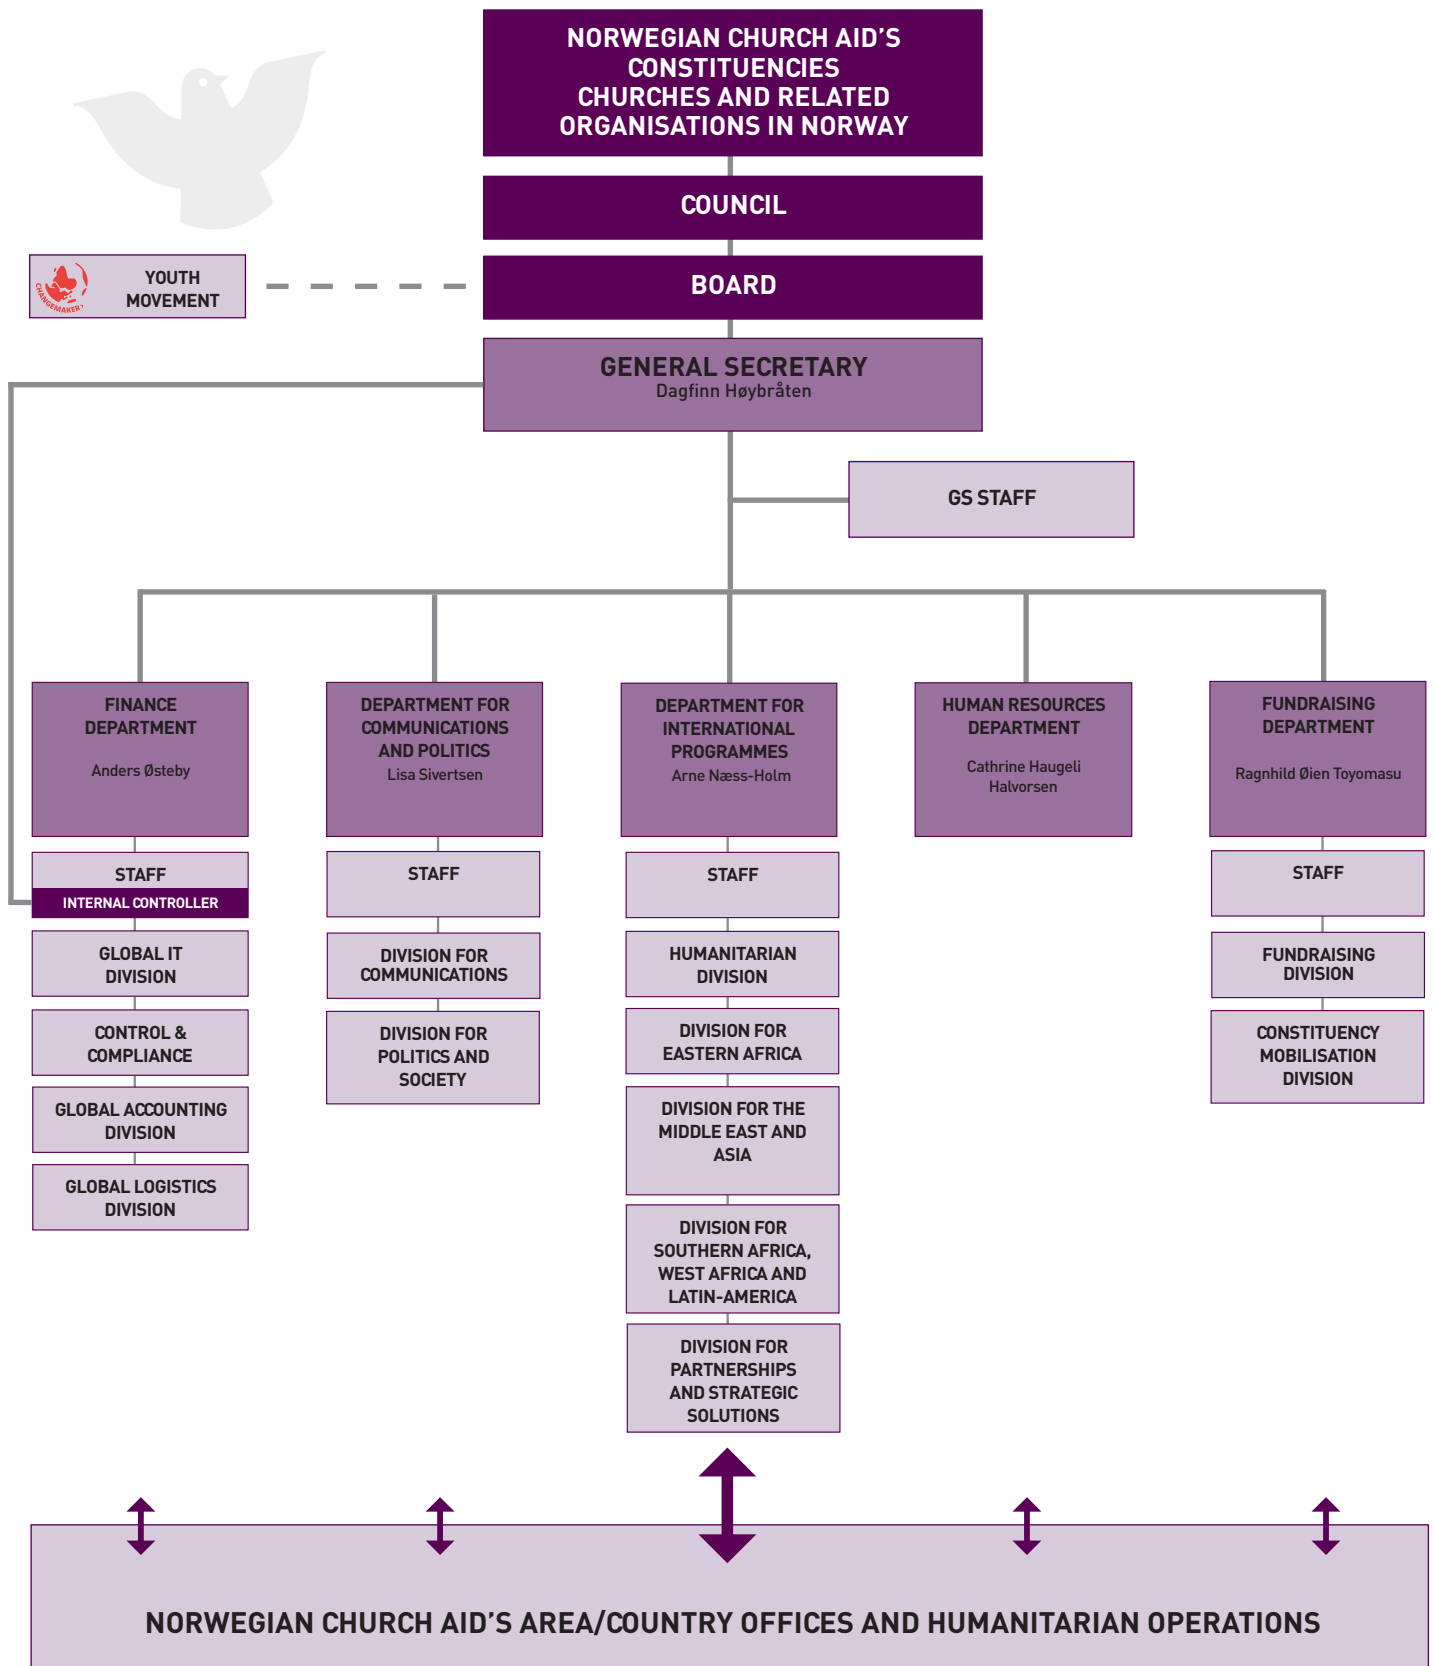 NORWEGIAN CHURCH AID'S
CONSTITUENCIES
CHURCHES AND RELATED
ORGANISATIONS IN NORWAY
COUNCIL
CHANGEMAKER
YOUTH
MOVEMENT
BOARD
GENERAL SECRETARY
Dagfinn Høybråten
GS STAFF
FINANCE
DEPARTMENT
Anders Østeby
DEPARTMENT FOR
COMMUNICATIONS
AND POLITICS
Lisa Sivertsen
DEPARTMENT FOR
INTERNATIONAL
PROGRAMMES
Arne Næss-Holm
HUMAN RESOURCES
DEPARTMENT
Cathrine Haugeli
Halvorsen
FUNDRAISING
DEPARTMENT
Ragnhild Øien Toyomasu
STAFF
INTERNAL CONTROLLER
GLOBAL IT
DIVISION
CONTROL &
COMPLIANCE
GLOBAL ACCOUNTING
DIVISION
GLOBAL LOGISTICS
DIVISION
STAFF
DIVISION FOR
COMMUNICATIONS
DIVISION FOR
POLITICS AND
SOCIETY
STAFF
HUMANITARIAN
DIVISION
DIVISION FOR
EASTERN AFRICA
DIVISION FOR THE
MIDDLE EAST AND
ASIA
DIVISION FOR
SOUTHERN AFRICA,
WEST AFRICA AND
LATIN-AMERICA
DIVISION FOR
PARTNERSHIPS
AND STRATEGIC
SOLUTIONS
STAFF
FUNDRAISING
DIVISION
CONSTITUENCY
MOBILISATION
DIVISION
NORWEGIAN CHURCH AID'S AREA/COUNTRY OFFICES AND HUMANITARIAN OPERATIONS